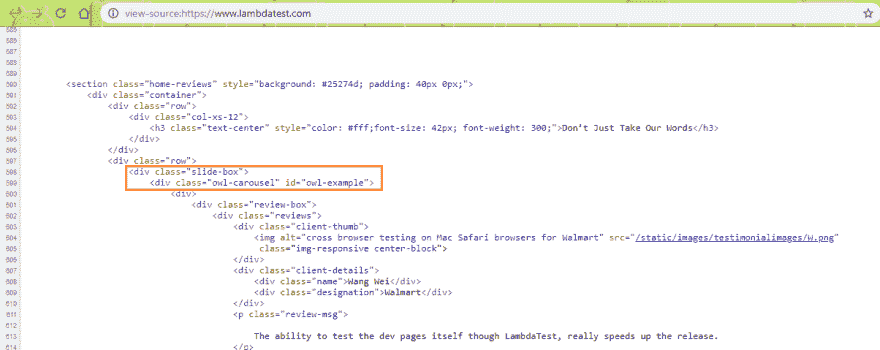 view-source:https://www.lambdatest.com
585
586
587
588
589
590 <section class="home-reviews" style="background: #25274d; padding: 40px 0px;">
591 <div class="container">
592 <div class="row">
593 <div class="col-xs-12">
594 <h3 class="text-center" style="color: #fff;font-size: 42px; font-weight: 300;">Don't Just Take Our Words</h3>
595 </div>
596 </div>
597 <div class="row">
598 <div class="slide-box">
599 <div class="owl-carousel" id="owl-example">
600 <div>
601 <div class="review-box">
602 <div class="reviews">
603 <div class="client-thumb">
604 <img alt="cross browser testing on Mac Safari browsers for Walmart" src="/static/images/testimonialimages/W.png"
605 class="img-responsive center-block">
606 </div>
607 <div class="client-details">
608 <div class="name">Wang Wei</div>
609 <div class="designation">Walmart</div>
610 </div>
611 <p class="review-msg">
612
613 The ability to test the dev pages itself though LambdaTest, really speeds up the release.
614 </p>